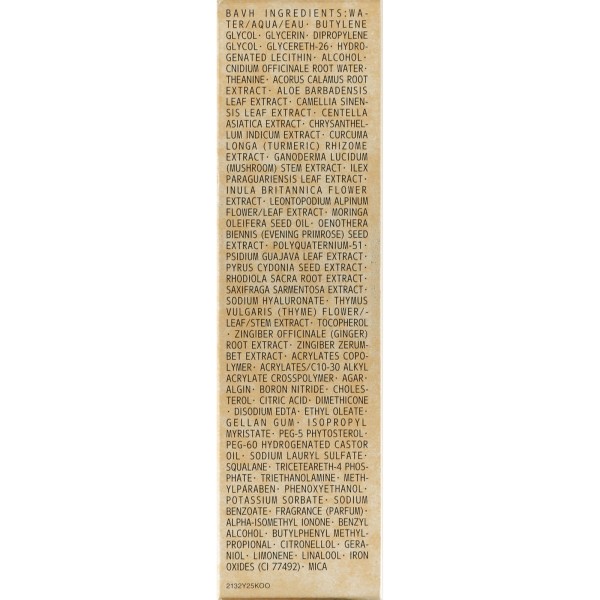 BAVH INGREDIENTS:WA-
TER/AQUA/EAU· BUTYLENE
GLYCOL· GLYCERIN· DIPROPYLENE
GLYCOL· GLYCERETH-26· HYDRO-
GENATED LECITHIN· ALCOHOL·
CNIDIUM OFFICINALE ROOT WATER·
THEANINE· ACORUS CALAMUS ROOT
EXTRACT· ALOE BARBADENSIS
LEAF EXTRACT· CAMELLIA SINEN-
SIS LEAF EXTRACT· CENTELLA
ASIATICA EXTRACT· CHRYSANTHEL-
LUM INDICUM EXTRACT· CURCUMA
LONGA (TURMERIC) RHIZOME
EXTRACT· GANODERMA LUCIDUM
(MUSHROOM) STEM EXTRACT· ILEX
PARAGUARIENSIS LEAF EXTRACT·
INULA BRITANNICA FLOWER
EXTRACT· LEONTOPODIUM ALPINUM
FLOWER/LEAF EXTRACT· MORINGA
OLEIFERA SEED OIL· OENOTHERA
BIENNIS (EVENING PRIMROSE) SEED
EXTRACT· POLYQUATERNIUM-51·
PSIDIUM GUAJAVA LEAF EXTRACT·
PYRUS CYDONIA SEED EXTRACT·
RHODIOLA SACRA ROOT EXTRACT·
SAXIFRAGA SARMENTOSA EXTRACT·
SODIUM HYALURONATE· THYMUS
VULGARIS (THYME) FLOWER/-
LEAF/STEM EXTRACT· TOCOPHEROL
· ZINGIBER OFFICINALE (GINGER)
ROOT EXTRACT· ZINGIBER ZERUM-
BET EXTRACT· ACRYLATES COPO-
LYMER· ACRYLATES/C10-30 ALKYL
ACRYLATE CROSSPOLYMER· AGAR·
ALGIN· BORON NITRIDE· CHOLES-
TEROL· CITRIC ACID· DIMETHICONE
· DISODIUM EDTA· ETHYL OLEATE·
GELLAN GUM· ISOPROPYL
MYRISTATE· PEG-5 PHYTOSTEROL·
PEG-60 HYDROGENATED CASTOR
OIL· SODIUM LAURYL SULFATE·
SQUALANE· TRICETEARETH-4 PHOS-
PHATE· TRIETHANOLAMINE· METH-
YLPARABEN· PHENOXYETHANOL·
POTASSIUM SORBATE· SODIUM
BENZOATE· FRAGRANCE (PARFUM)·
ALPHA-ISOMETHYL IONONE· BENZYL
ALCOHOL· BUTYLPHENYL METHYL-
PROPIONAL· CITRONELLOL· GERA-
NIOL· LIMONENE· LINALOOL· IRON
OXIDES (CI 77492)· MICA
2132Y25KOO